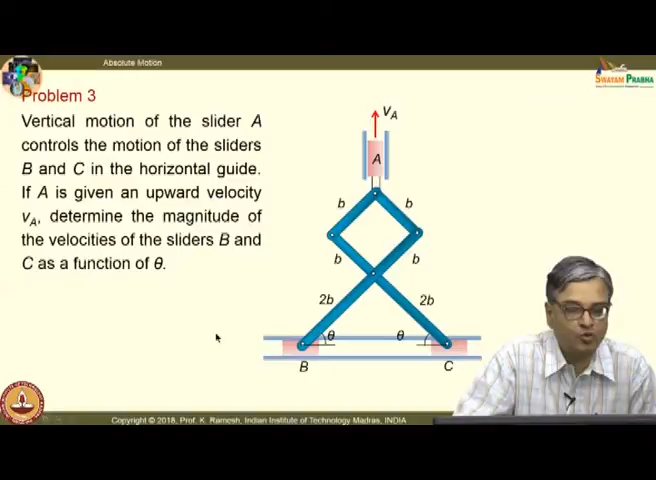 Absolute Motion
SWAYAM PRABHA
Problem 3
Vertical motion of the slider A
controls the motion of the sliders
B and C in the horizontal guide.
If A is given an upward velocity
vA, determine the magnitude of
the velocities of the sliders B and
C as a function of θ.
vA
A
b
b
b
b
2b
2b
θ
θ
B
C
Copyright © 2018, Prof. K. Ramesh, Indian Institute of Technology Madras, INDIA